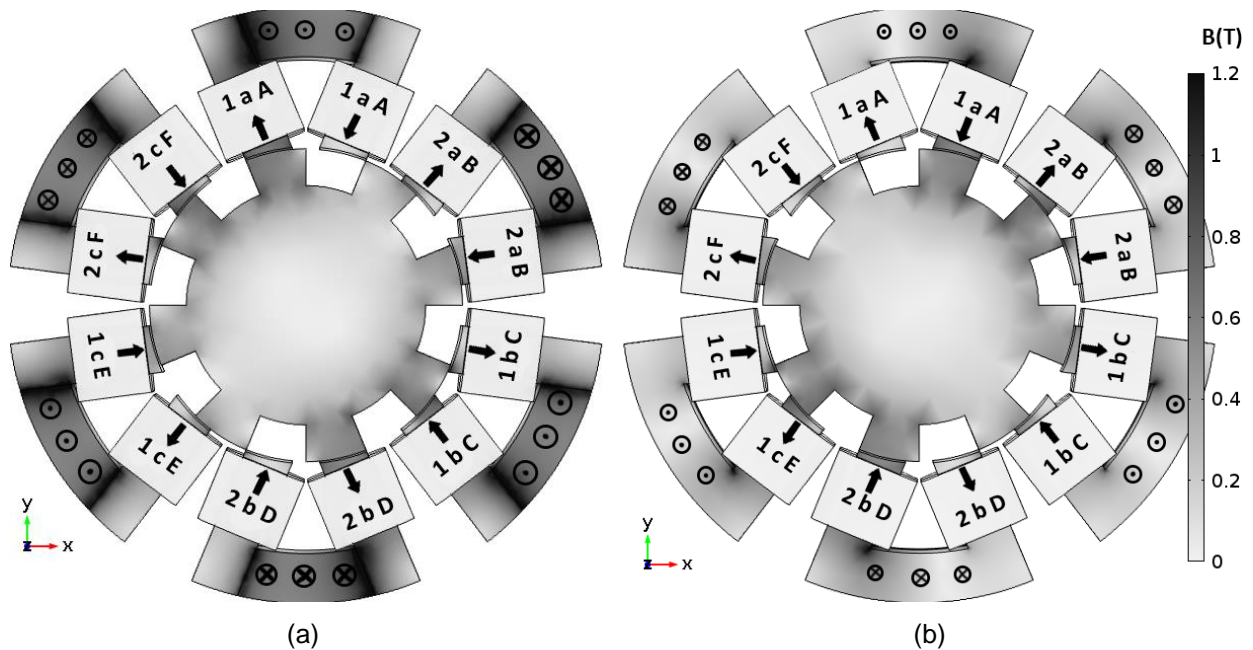 B(T)
1aA
1aA
2aB
2aB
1bC
1bC
2bD
2bD
1cE
1cE
2cF
2cF
y
z
x
(a)
1aA
1aA
2aB
2aB
1bC
1bC
2bD
2bD
1cE
1cE
2cF
2cF
y
z
x
(b)
1.2
1
0.8
0.6
0.4
0.2
0